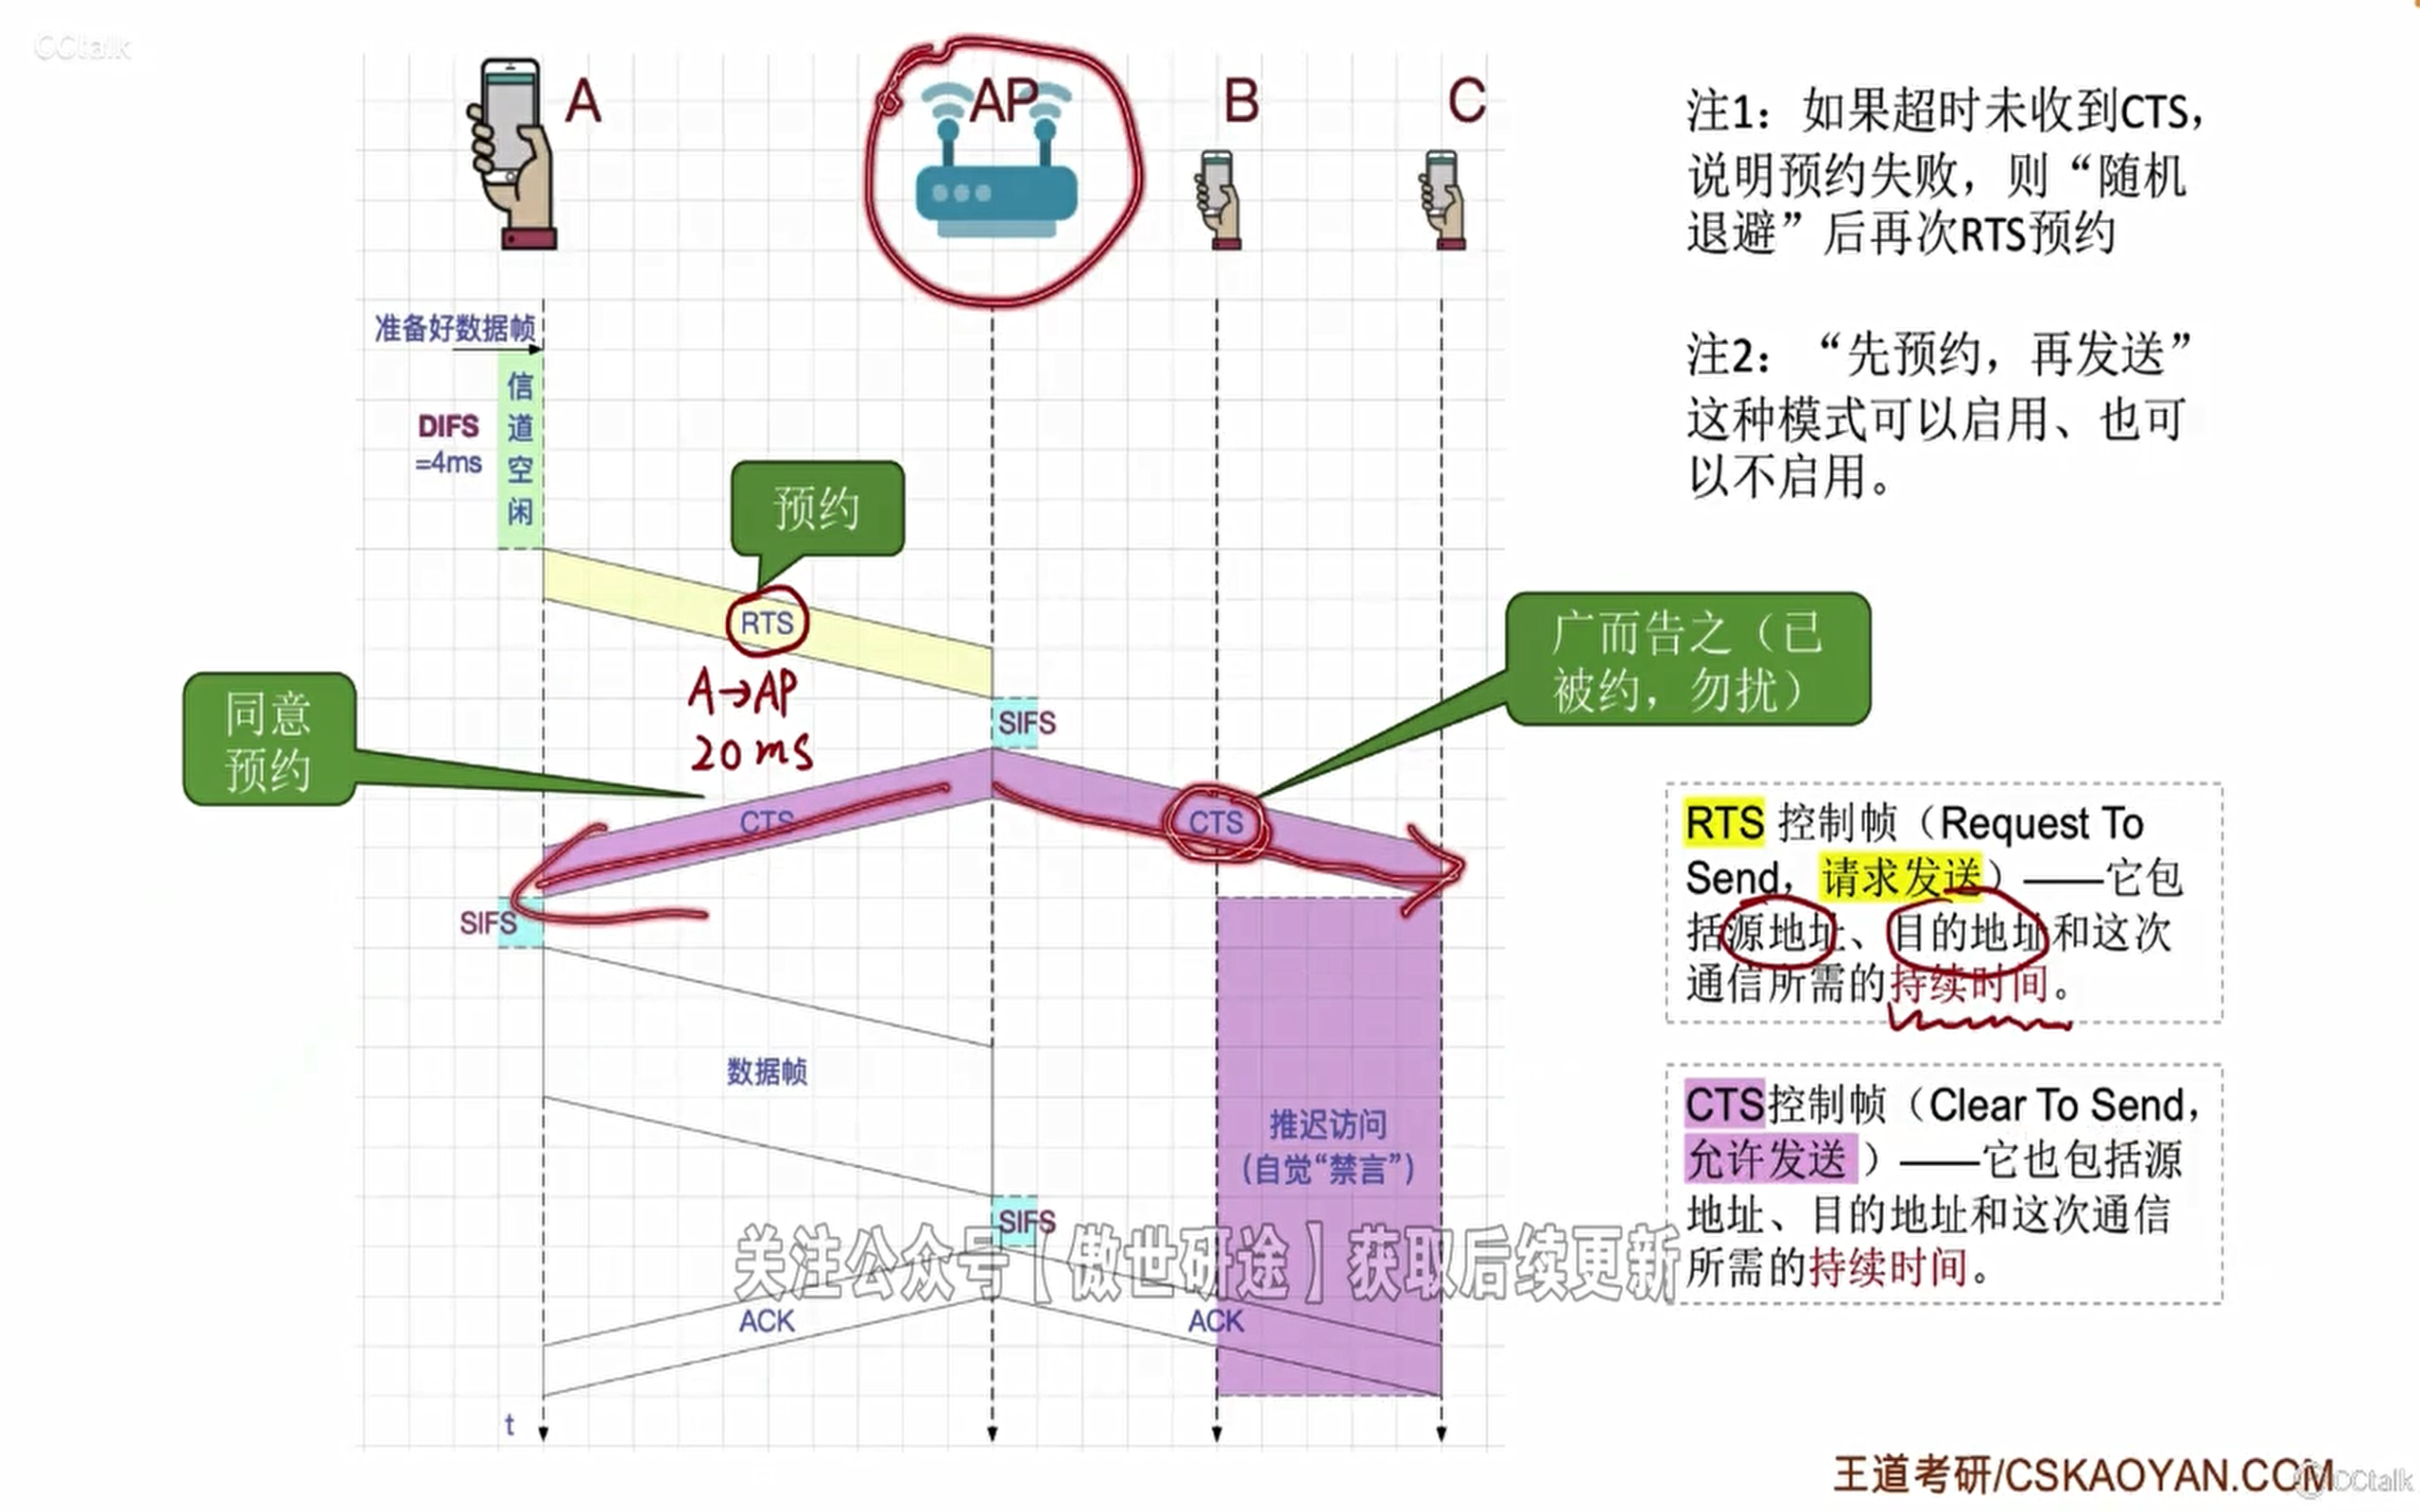 CCtalk
A
AP
B
C
注1：如果超时未收到CTS，
说明预约失败，则“随机
退避”后再次RTS预约
准备好数据帧
注2：“先预约，再发送”
这种模式可以启用、也可
以不启用。
信
道
空
闲
DIFS
=4ms
预约
RTS
广而告之（已
被约，勿扰）
同意
预约
A→AP
20ms
SIFS
CTS
CTS
SIFS
RTS 控制帧（Request To
Send，请求发送）——它包
括源地址、目的地址和这次
通信所需的持续时间。
数据帧
推迟访问
（自觉“禁言”）
CTS控制帧（Clear To Send，
允许发送）——它也包括源
地址、目的地址和这次通信
所需的持续时间。
SIFS
关注公众号【傲世研途】获取后续更新
ACK
ACK
t
王道考研/CSKAOYAN.COM
CCtalk